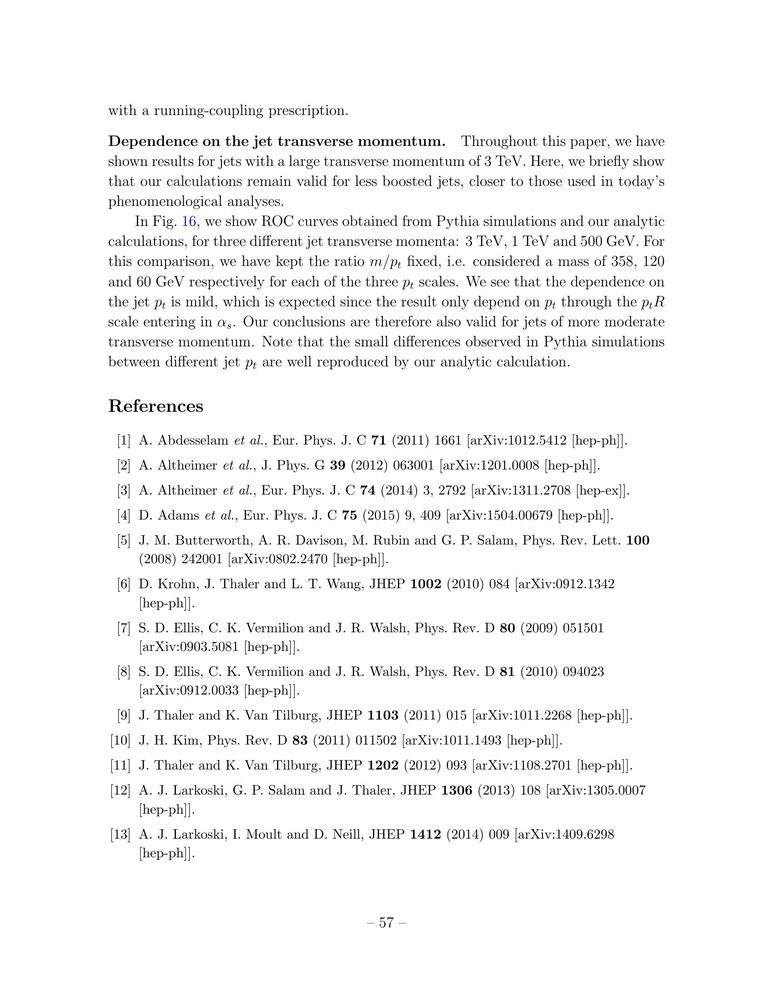 with a running-coupling prescription.
Dependence on the jet transverse momentum. Throughout this paper, we have
shown results for jets with a large transverse momentum of 3 TeV. Here, we briefly show
that our calculations remain valid for less boosted jets, closer to those used in today's
phenomenological analyses.
In Fig. 16, we show ROC curves obtained from Pythia simulations and our analytic
calculations, for three different jet transverse momenta: 3 TeV, 1 TeV and 500 GeV. For
this comparison, we have kept the ratio m/pt fixed, i.e. considered a mass of 358, 120
and 60 GeV respectively for each of the three pt scales. We see that the dependence on
the jet pt is mild, which is expected since the result only depend on pt through the ptR
scale entering in αs. Our conclusions are therefore also valid for jets of more moderate
transverse momentum. Note that the small differences observed in Pythia simulations
between different jet pt are well reproduced by our analytic calculation.
References
[1] A. Abdesselam et al., Eur. Phys. J. C 71 (2011) 1661 [arXiv:1012.5412 [hep-ph]].
[2] A. Altheimer et al., J. Phys. G 39 (2012) 063001 [arXiv:1201.0008 [hep-ph]].
[3] A. Altheimer et al., Eur. Phys. J. C 74 (2014) 3, 2792 [arXiv:1311.2708 [hep-ex]].
[4] D. Adams et al., Eur. Phys. J. C 75 (2015) 9, 409 [arXiv:1504.00679 [hep-ph]].
[5] J. M. Butterworth, A. R. Davison, M. Rubin and G. P. Salam, Phys. Rev. Lett. 100
(2008) 242001 [arXiv:0802.2470 [hep-ph]].
[6] D. Krohn, J. Thaler and L. T. Wang, JHEP 1002 (2010) 084 [arXiv:0912.1342
[hep-ph]].
[7] S. D. Ellis, C. K. Vermilion and J. R. Walsh, Phys. Rev. D 80 (2009) 051501
[arXiv:0903.5081 [hep-ph]].
[8] S. D. Ellis, C. K. Vermilion and J. R. Walsh, Phys. Rev. D 81 (2010) 094023
[arXiv:0912.0033 [hep-ph]].
[9] J. Thaler and K. Van Tilburg, JHEP 1103 (2011) 015 [arXiv:1011.2268 [hep-ph]].
[10] J. H. Kim, Phys. Rev. D 83 (2011) 011502 [arXiv:1011.1493 [hep-ph]].
[11] J. Thaler and K. Van Tilburg, JHEP 1202 (2012) 093 [arXiv:1108.2701 [hep-ph]].
[12] A. J. Larkoski, G. P. Salam and J. Thaler, JHEP 1306 (2013) 108 [arXiv:1305.0007
[hep-ph]].
[13] A. J. Larkoski, I. Moult and D. Neill, JHEP 1412 (2014) 009 [arXiv:1409.6298
[hep-ph]].
– 57 –